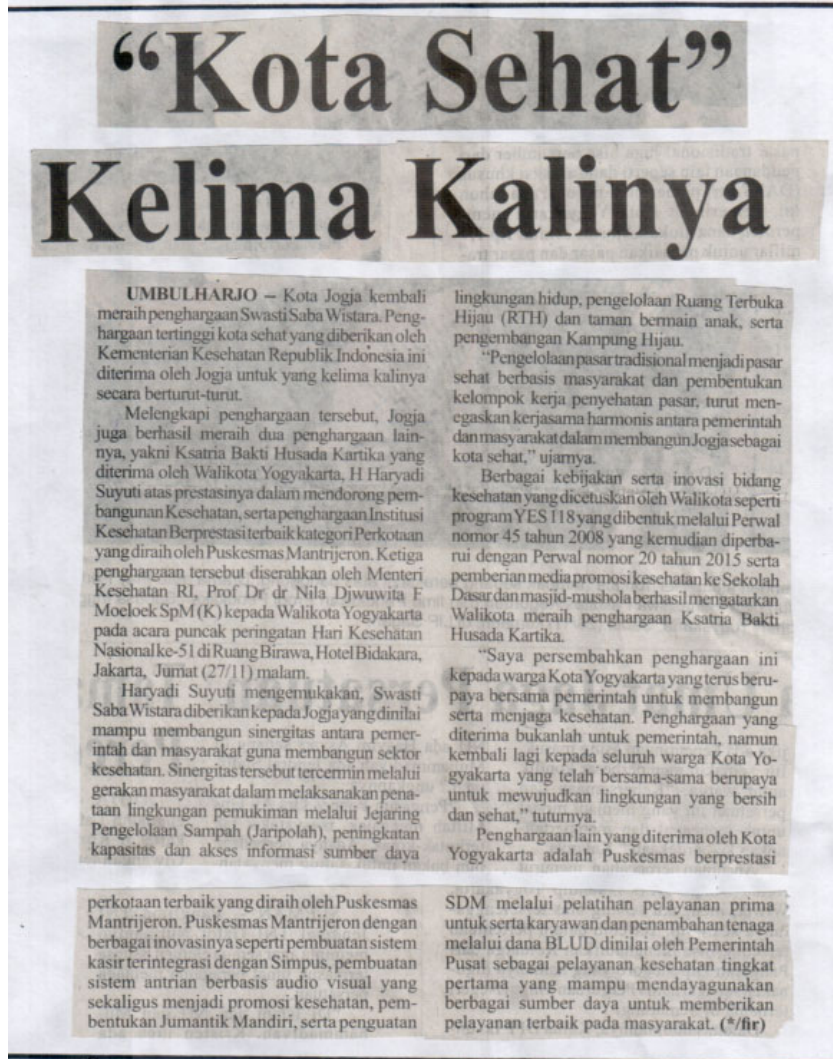 “Kota Sehat”
Kelima Kalinya
UMBULHARJO – Kota Jogja kembali
meraih penghargaan Swasti Saba Wistara. Peng-
hargaan tertinggi kota sehat yang diberikan oleh
Kementerian Kesehatan Republik Indonesia ini
diterima oleh Jogja untuk yang kelima kalinya
secara berturut-turut.
Melengkapi penghargaan tersebut, Jogja
juga berhasil meraih dua penghargaan lain-
nya, yakni Ksatria Bakti Husada Kartika yang
diterima oleh Walikota Yogyakarta, H Haryadi
Suyuti atas prestasinya dalam mendorong pem-
bangunan Kesehatan, serta penghargaan Institusi
Kesehatan Berprestasi terbaik kategori Perkotaan
yang diraih oleh Puskesmas Mantrijeron. Ketiga
penghargaan tersebut diserahkan oleh Menteri
Kesehatan RI, Prof Dr dr Nila Djwuwita F
Moeloek SpM (K) kepada Walikota Yogyakarta
pada acara puncak peringatan Hari Kesehatan
Nasional ke-51 di Ruang Birawa, Hotel Bidakara,
Jakarta, Jumat (27/11) malam.
Haryadi Suyuti mengemukakan, Swasti
Saba Wistara diberikan kepada Jogja yang dinilai
mampu membangun sinergitas antara pemer-
intah dan masyarakat guna membangun sektor
kesehatan. Sinergitas tersebut tercermin melalui
gerakan masyarakat dalam melaksanakan pena-
taan lingkungan pemukiman melalui Jejaring
Pengelolaan Sampah (Jaripolah), peningkatan
kapasitas dan akses informasi sumber daya
lingkungan hidup, pengelolaan Ruang Terbuka
Hijau (RTH) dan taman bermain anak, serta
pengembangan Kampung Hijau.
“Pengelolaan pasar tradisional menjadi pasar
sehat berbasis masyarakat dan pembentukan
kelompok kerja penyehatan pasar, turut men-
egaskan kerjasama harmonis antara pemerintah
dan masyarakat dalam membangun Jogja sebagai
kota sehat,” ujarnya.
Berbagai kebijakan serta inovasi bidang
kesehatan yang dicetuskan oleh Walikota seperti
program YES 118 yang dibentuk melalui Perwal
nomor 45 tahun 2008 yang kemudian diperba-
rui dengan Perwal nomor 20 tahun 2015 serta
pemberian media promosi kesehatan ke Sekolah
Dasar dan masjid-mushola berhasil mengatarkan
Walikota meraih penghargaan Ksatria Bakti
Husada Kartika.
“Saya persembahkan penghargaan ini
kepada warga Kota Yogyakarta yang terus beru-
paya bersama pemerintah untuk membangun
serta menjaga kesehatan. Penghargaan yang
diterima bukanlah untuk pemerintah, namun
kembali lagi kepada seluruh warga Kota Yo-
gyakarta yang telah bersama-sama berupaya
untuk mewujudkan lingkungan yang bersih
dan sehat,” tuturnya.
Penghargaan lain yang diterima oleh Kota
Yogyakarta adalah Puskesmas berprestasi
perkotaan terbaik yang diraih oleh Puskesmas
Mantrijeron. Puskesmas Mantrijeron dengan
berbagai inovasinya seperti pembuatan sistem
kasir terintegrasi dengan Simpus, pembuatan
sistem antrian berbasis audio visual yang
sekaligus menjadi promosi kesehatan, pem-
bentukan Jumantik Mandiri, serta penguatan
SDM melalui pelatihan pelayanan prima
untuk serta karyawan dan penambahan tenaga
melalui dana BLUD dinilai oleh Pemerintah
Pusat sebagai pelayanan kesehatan tingkat
pertama yang mampu mendayagunakan
berbagai sumber daya untuk memberikan
pelayanan terbaik pada masyarakat. (*/fir)